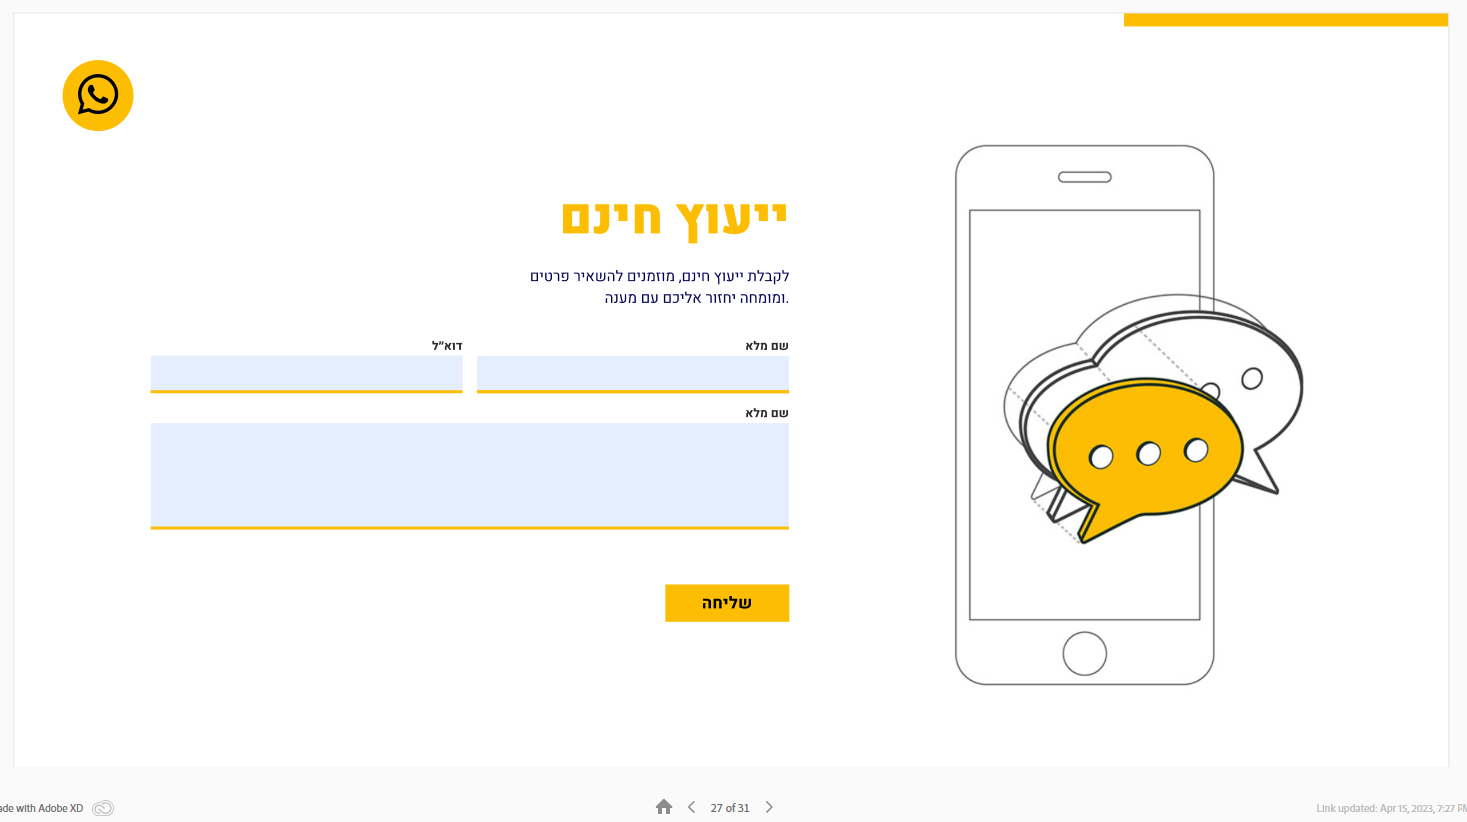 ייעוץ חינם
לקבלת ייעוץ חינם, מוזמנים להשאיר פרטים
.ומומחה יחזור אליכם עם מענה
שם מלא
דוא״ל
שם מלא
שליחה
ade with Adobe XD
27 of 31
Link updated: Apr 15, 2023, 7:27 PM